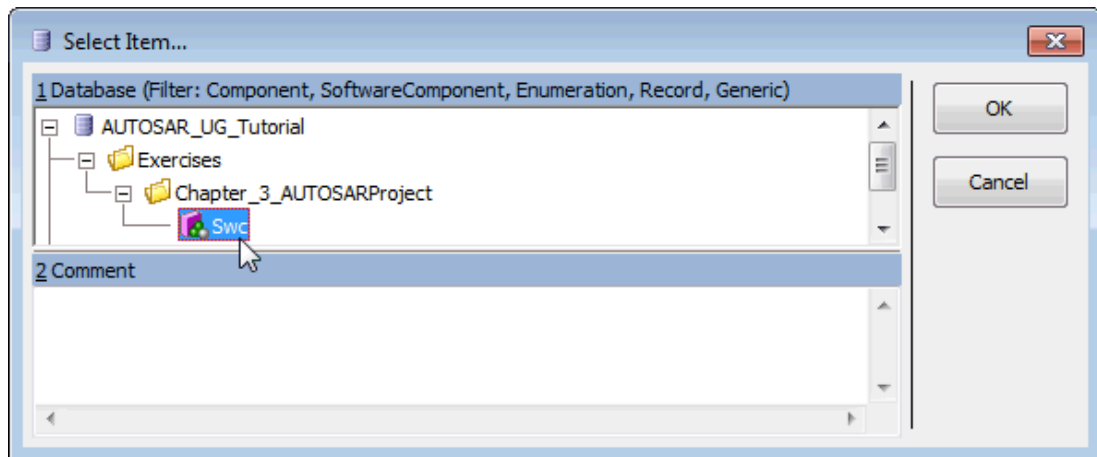 Select Item...
1 Database (Filter: Component, SoftwareComponent, Enumeration, Record, Generic)
AUTOSAR_UG_Tutorial
Exercises
Chapter_3_AUTOSARProject
Swc
2 Comment
OK
Cancel